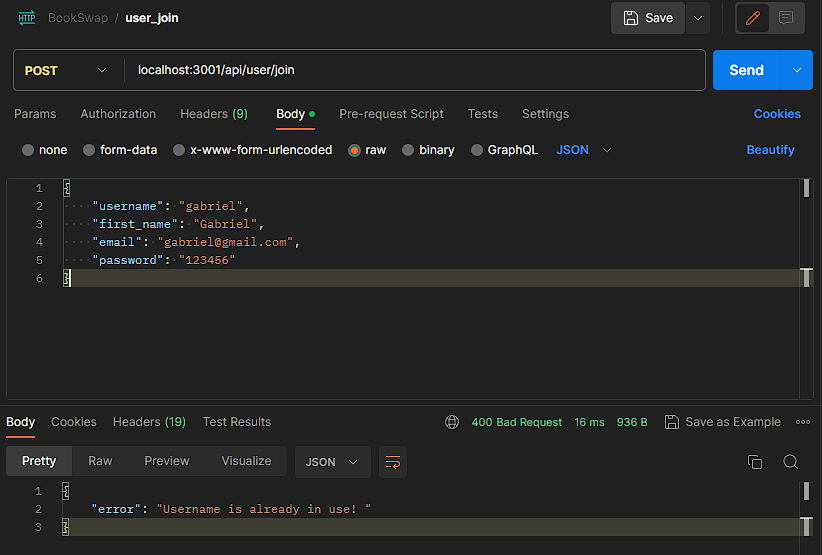 HTTP BookSwap / user_join Save
POST localhost:3001/api/user/join Send
Params Authorization Headers (9) Body Pre-request Script Tests Settings Cookies
none form-data x-www-form-urlencoded raw binary GraphQL JSON Beautify
1 {
2 "username": "gabriel",
3 "first_name": "Gabriel",
4 "email": "gabriel@gmail.com",
5 "password": "123456"
6 }
Body Cookies Headers (19) Test Results 400 Bad Request 16 ms 936 B Save as Example
Pretty Raw Preview Visualize JSON
1 {
2 "error": "Username is already in use! "
3 }